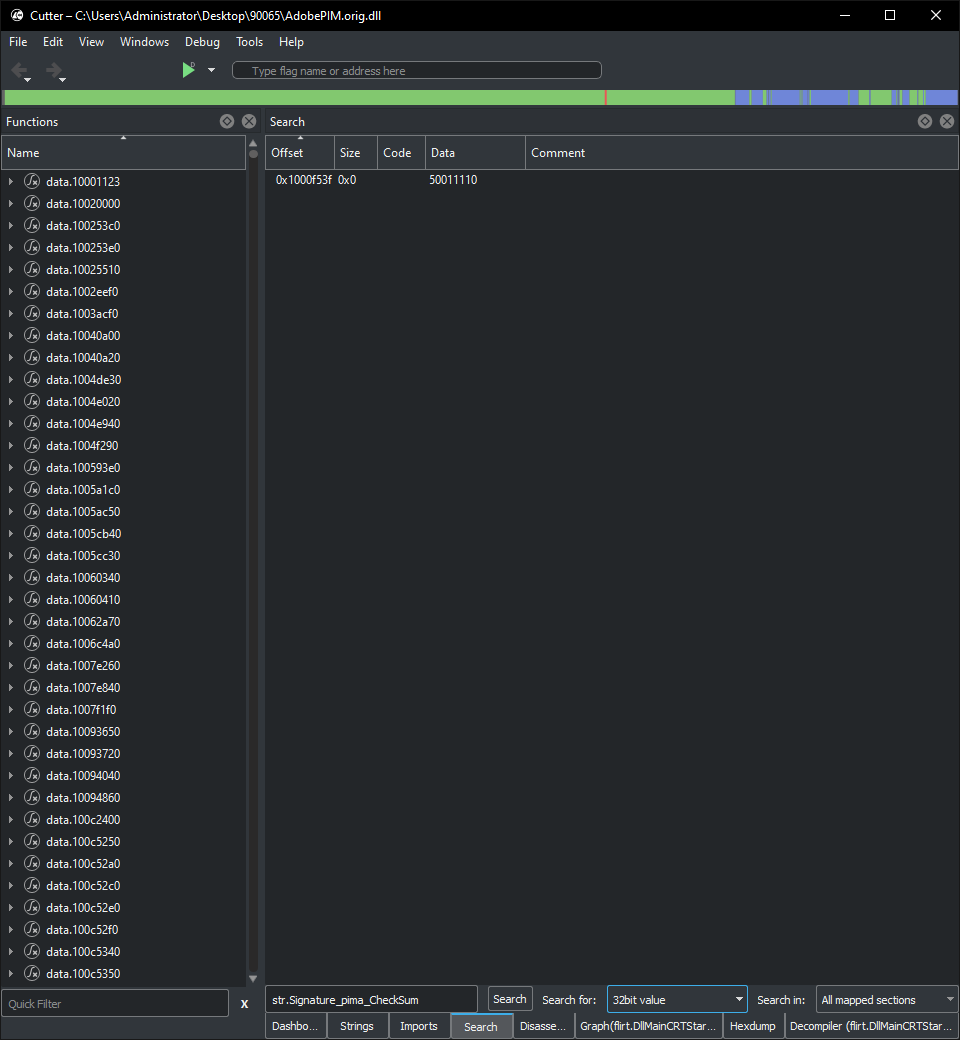 Cutter – C:\Users\Administrator\Desktop\90065\AdobePIM.orig.dll
File Edit View Windows Debug Tools Help
Type flag name or address here
Functions
Name
data.10001123
data.10020000
data.100253c0
data.100253e0
data.10025510
data.1002eef0
data.1003acf0
data.10040a00
data.10040a20
data.1004de30
data.1004e020
data.1004e940
data.1004f290
data.100593e0
data.1005a1c0
data.1005ac50
data.1005cb40
data.1005cc30
data.10060340
data.10060410
data.10062a70
data.1006c4a0
data.1007e260
data.1007e840
data.1007f1f0
data.10093650
data.10093720
data.10094040
data.10094860
data.100c2400
data.100c5250
data.100c52a0
data.100c52c0
data.100c52e0
data.100c52f0
data.100c5340
data.100c5350
Quick Filter X
Search
Offset Size Code Data Comment
0x1000f53f 0x0 50011110
str.Signature_pima_CheckSum Search Search for: 32bit value Search in: All mapped sections
Dashbo... Strings Imports Search Disasse... Graph(flirt.DllMainCRTStar... Hexdump Decompiler (flirt.DllMainCRTStar...